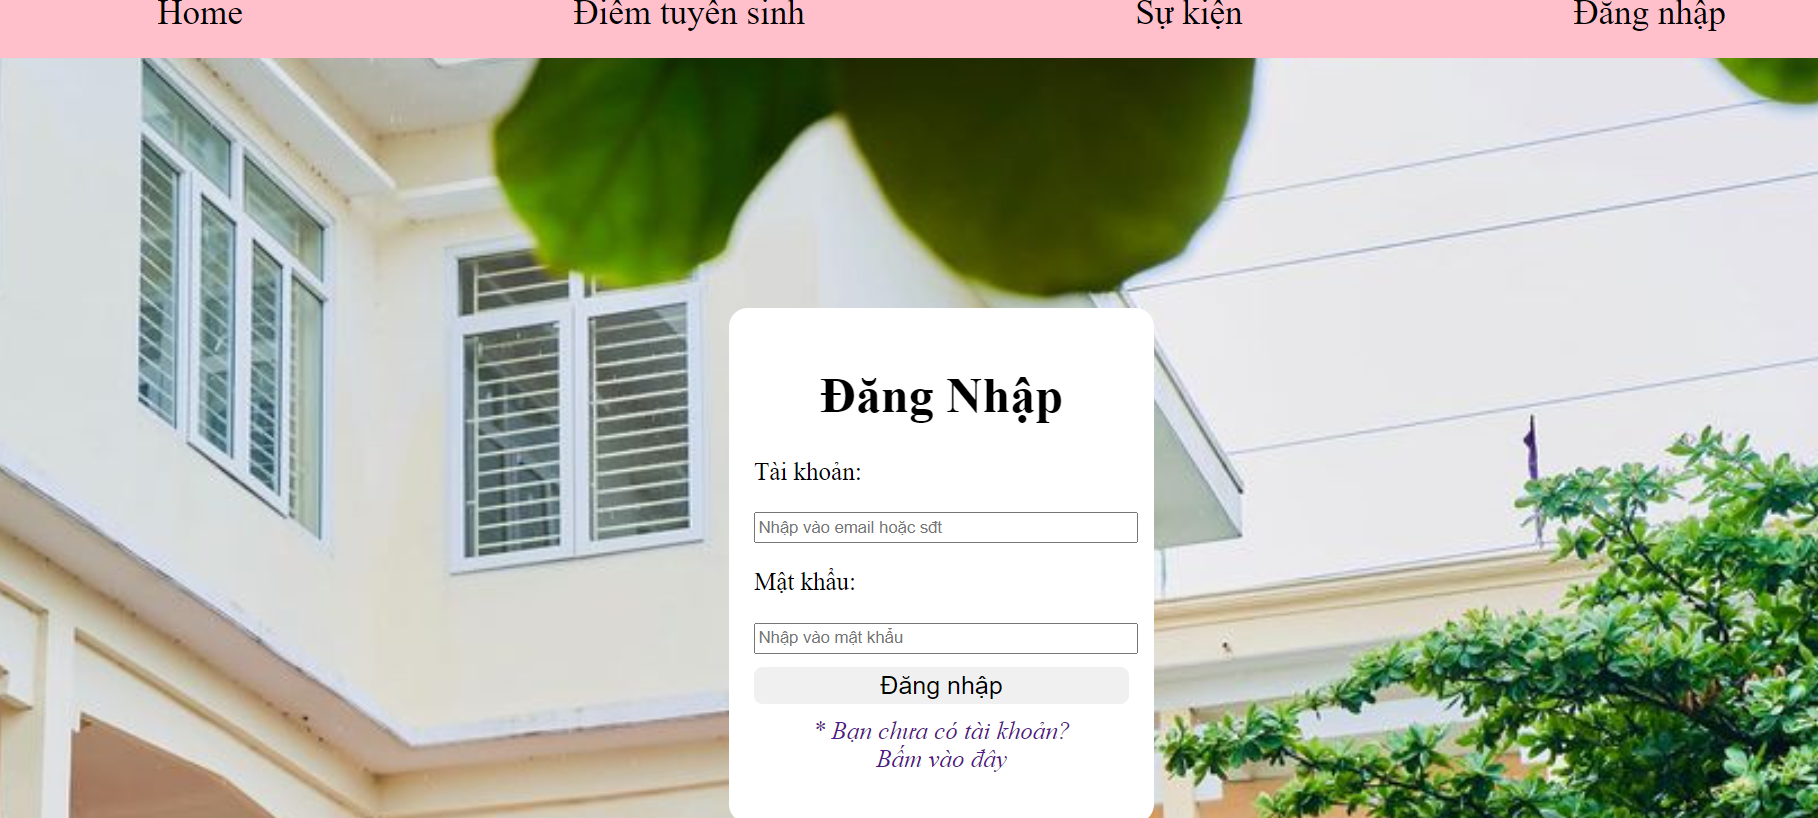 Home Điểm tuyển sinh Sự kiện Đăng nhập
Đăng Nhập
Tài khoản:
Nhập vào email hoặc sđt
Mật khẩu:
Nhập vào mật khẩu
Đăng nhập
* Bạn chưa có tài khoản?
Bấm vào đây